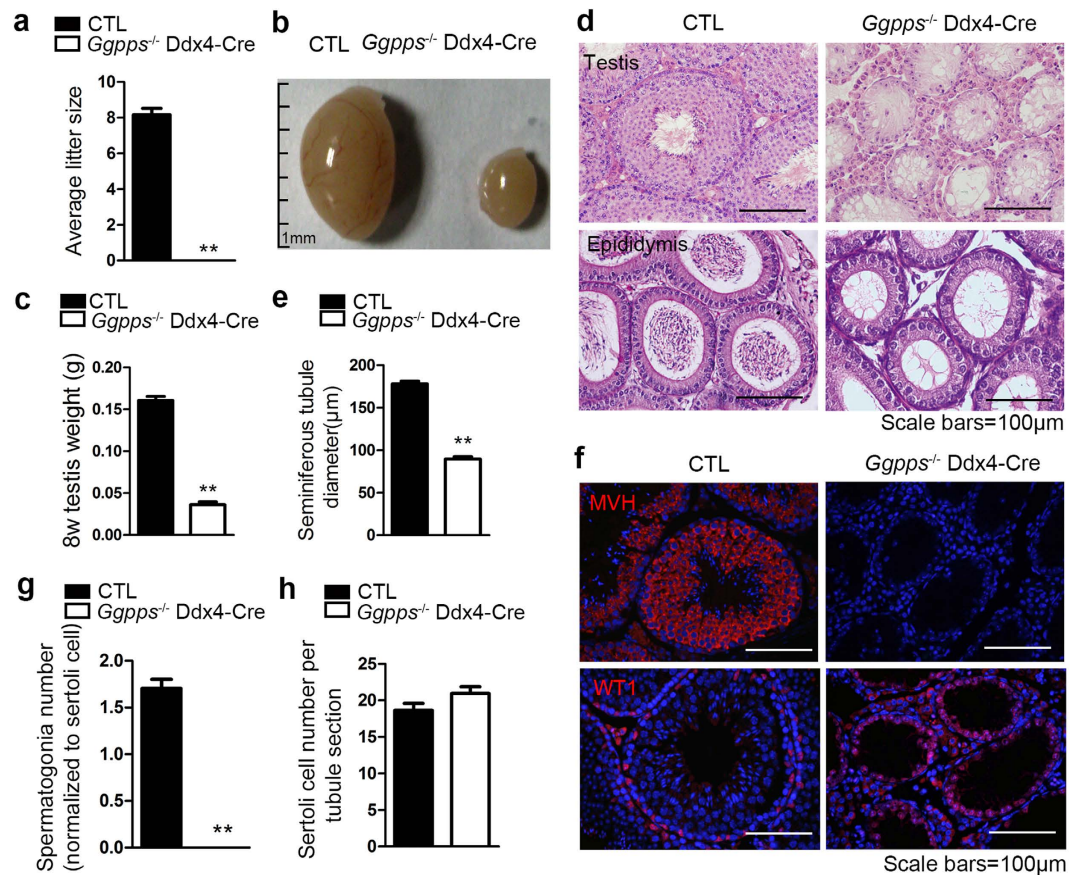 a
CTL
Ggpps-/- Ddx4-Cre
Average litter size
10
8
6
4
2
0
**
b
CTL Ggpps-/- Ddx4-Cre
1mm
c
CTL
Ggpps-/- Ddx4-Cre
8w testis weight (g)
0.20
0.15
0.10
0.05
0.00
**
e
CTL
Ggpps-/- Ddx4-Cre
Seminiferous tubule
diameter(μm)
200
150
100
50
0
**
d
CTL
Ggpps-/- Ddx4-Cre
Testis
Epididymis
Scale bars=100μm
f
CTL
Ggpps-/- Ddx4-Cre
MVH
WT1
Scale bars=100μm
g
CTL
Ggpps-/- Ddx4-Cre
Spermatogonia number
(normalized to sertoli cell)
2.0
1.5
1.0
0.5
0.0
**
h
CTL
Ggpps-/- Ddx4-Cre
Sertoli cell number per
tubule section
25
20
15
10
5
0